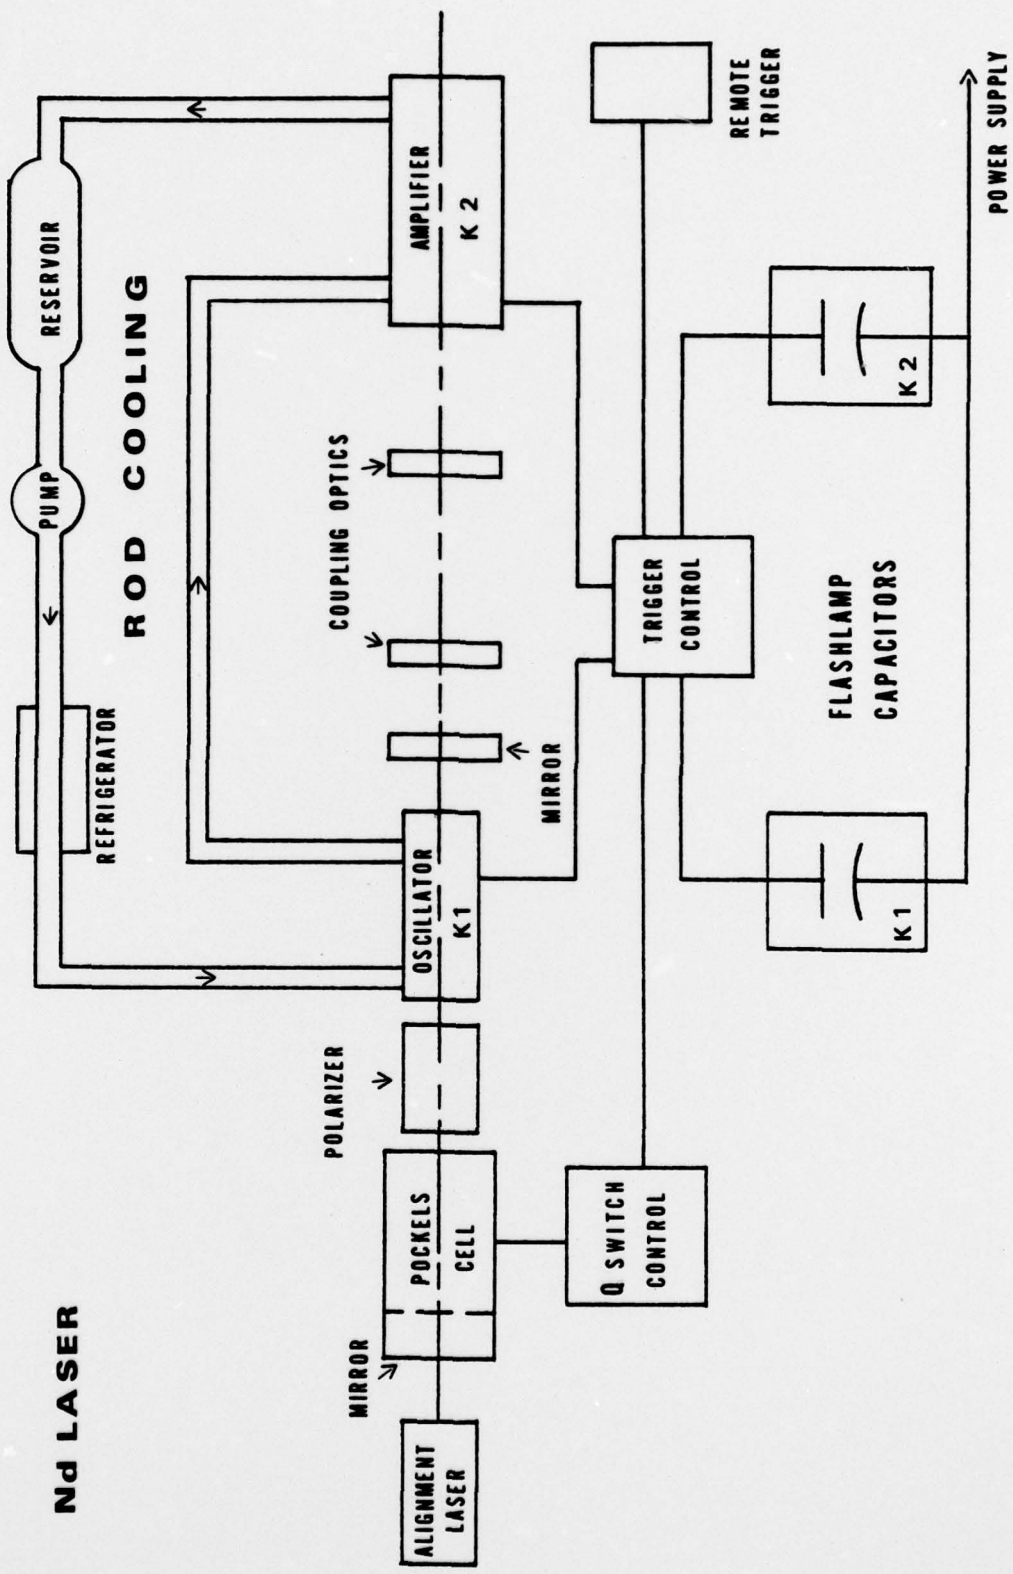 Nd LASER
ROD COOLING
REFRIGERATOR
PUMP
RESERVOIR
MIRROR
POLARIZER
COUPLING OPTICS
ALIGNMENT
LASER
POCKELS
CELL
OSCILLATOR
K1
MIRROR
AMPLIFIER
K 2
Q SWITCH
CONTROL
TRIGGER
CONTROL
REMOTE
TRIGGER
FLASHLAMP
CAPACITORS
K1
K 2
POWER SUPPLY